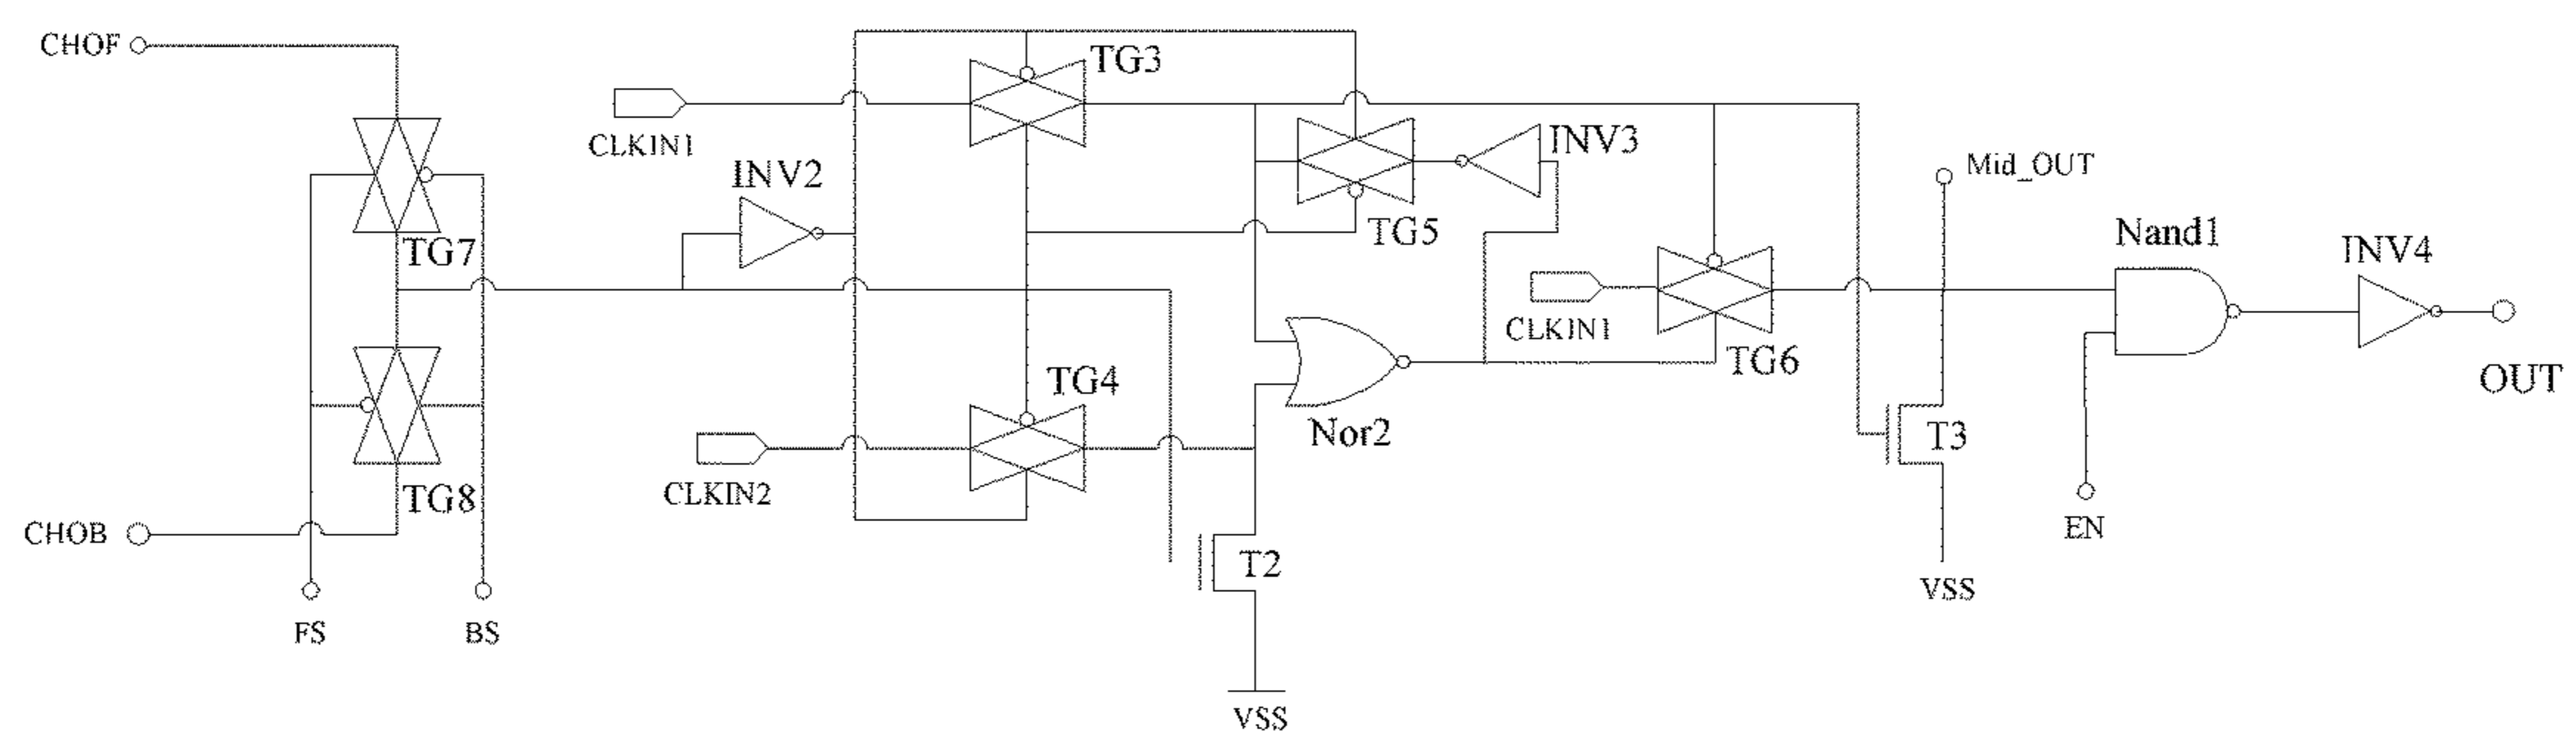 CHOF
TG3
CLKIN1
INV3
INV2
Mid_OUT
TG7
TG5
Nand1
INV4
CLKIN1
TG6
TG4
OUT
Nor2
T3
CLKIN2
TG8
CHOB
EN
T2
VSS
FS
BS
VSS